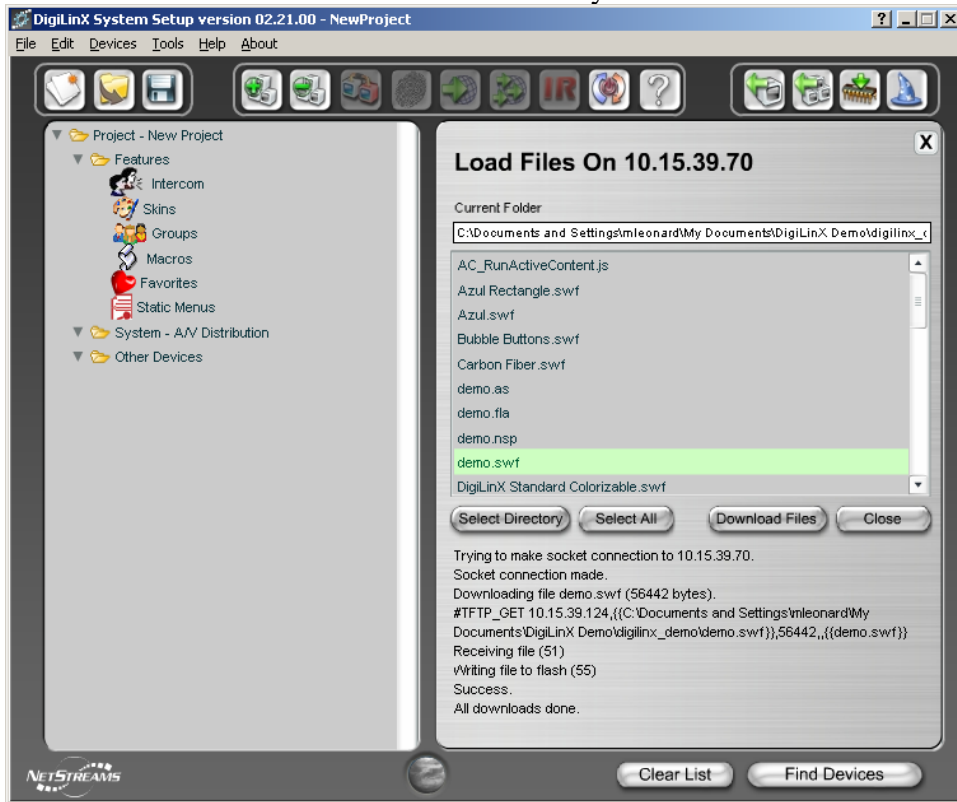 DigiLinX System Setup version 02.21.00 - NewProject
File Edit Devices Tools Help About
IR
Project - New Project
Features
Intercom
Skins
Groups
Macros
Favorites
Static Menus
System - A/V Distribution
Other Devices
X
Load Files On 10.15.39.70
Current Folder
C:\Documents and Settings\mleonard\My Documents\DigiLinX Demo\digilinx_
AC_RunActiveContent.js
Azul Rectangle.swf
Azul.swf
Bubble Buttons.swf
Carbon Fiber.swf
demo.as
demo.fla
demo.nsp
demo.swf
DigiLinX Standard Colorizable.swf
Select Directory Select All Download Files Close
Trying to make socket connection to 10.15.39.70.
Socket connection made.
Downloading file demo.swf (56442 bytes).
#TFTP_GET 10.15.39.124,{{C:\Documents and Settings\mleonard\My
Documents\DigiLinX Demo\digilinx_demo\demo.swf}},56442,,{{demo.swf}}
Receiving file (51)
Writing file to flash (55)
Success.
All downloads done.
NETSTREAMS
Clear List Find Devices